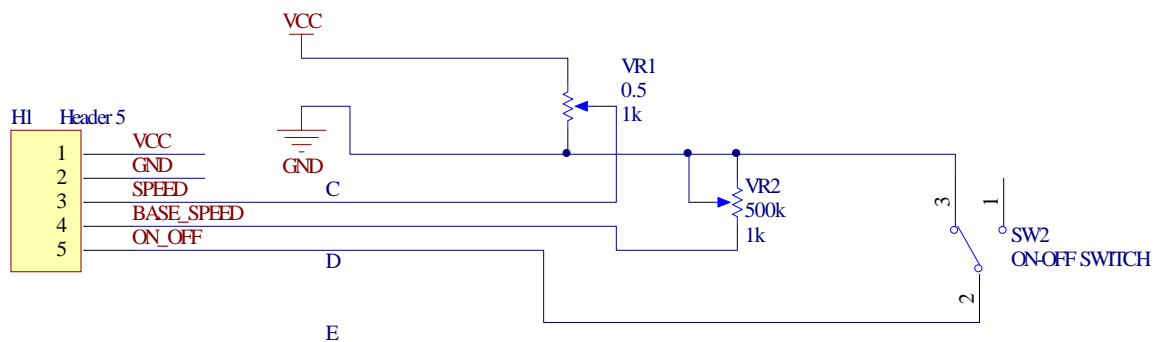 VCC
VR1
0.5
1k
H1 Header 5
1 VCC
2 GND
3 SPEED
4 BASE_SPEED
5 ON_OFF
GND
C
VR2
500k
1k
3
1
SW2
ON-OFF SWITCH
D
2
E